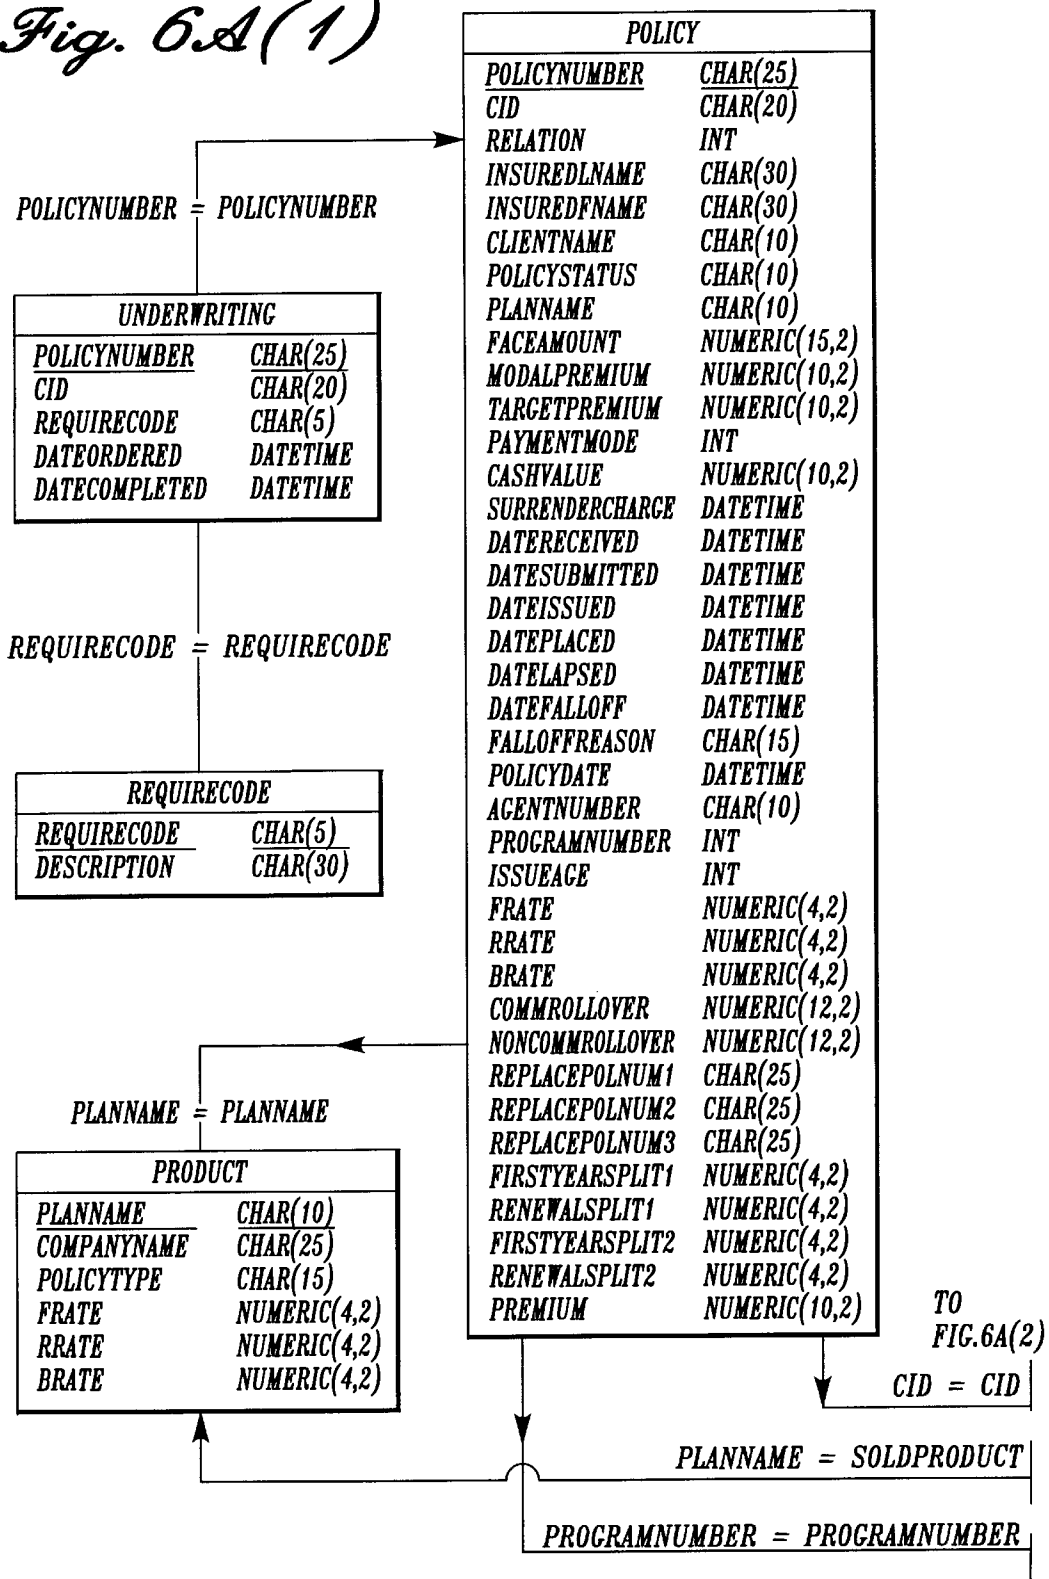 Fig. 6A(1)
POLICY
POLICYNUMBER CHAR(25)
CID CHAR(20)
RELATION INT
INSUREDLNAME CHAR(30)
INSUREDFNAME CHAR(30)
CLIENTNAME CHAR(10)
POLICYSTATUS CHAR(10)
PLANNAME CHAR(10)
FACEAMOUNT NUMERIC(15,2)
MODALPREMIUM NUMERIC(10,2)
TARGETPREMIUM NUMERIC(10,2)
PAYMENTMODE INT
CASHVALUE NUMERIC(10,2)
SURRENDERCHARGE DATETIME
DATERECEIVED DATETIME
DATESUBMITTED DATETIME
DATEISSUED DATETIME
DATEPLACED DATETIME
DATELAPSED DATETIME
DATEFALLOFF DATETIME
FALLOFFREASON CHAR(15)
POLICYDATE DATETIME
AGENTNUMBER CHAR(10)
PROGRAMNUMBER INT
ISSUEAGE INT
FRATE NUMERIC(4,2)
RRATE NUMERIC(4,2)
BRATE NUMERIC(4,2)
COMMROLLOVER NUMERIC(12,2)
NONCOMMROLLOVER NUMERIC(12,2)
REPLACEPOLNUM1 CHAR(25)
REPLACEPOLNUM2 CHAR(25)
REPLACEPOLNUM3 CHAR(25)
FIRSTYEARSPLIT1 NUMERIC(4,2)
RENEWALSPLIT1 NUMERIC(4,2)
FIRSTYEARSPLIT2 NUMERIC(4,2)
RENEWALSPLIT2 NUMERIC(4,2)
PREMIUM NUMERIC(10,2)
POLICYNUMBER = POLICYNUMBER
UNDERWRITING
POLICYNUMBER CHAR(25)
CID CHAR(20)
REQUIRECODE CHAR(5)
DATEORDERED DATETIME
DATECOMPLETED DATETIME
REQUIRECODE = REQUIRECODE
REQUIRECODE
REQUIRECODE CHAR(5)
DESCRIPTION CHAR(30)
PLANNAME = PLANNAME
PRODUCT
PLANNAME CHAR(10)
COMPANYNAME CHAR(25)
POLICYTYPE CHAR(15)
FRATE NUMERIC(4,2)
RRATE NUMERIC(4,2)
BRATE NUMERIC(4,2)
TO
FIG.6A(2)
CID = CID
PLANNAME = SOLDPRODUCT
PROGRAMNUMBER = PROGRAMNUMBER